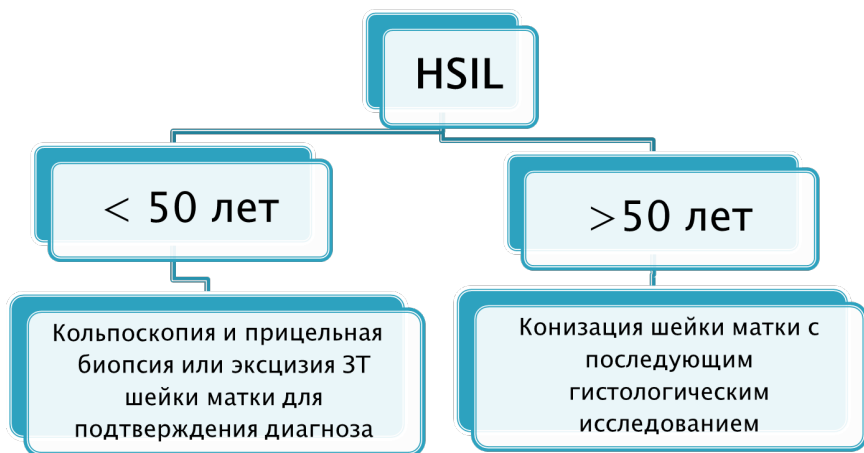 HSIL
< 50 лет
>50 лет
Кольпоскопия и прицельная
биопсия или эксцизия ЗТ
шейки матки для
подтверждения диагноза
Конизация шейки матки с
последующим
гистологическим
исследованием